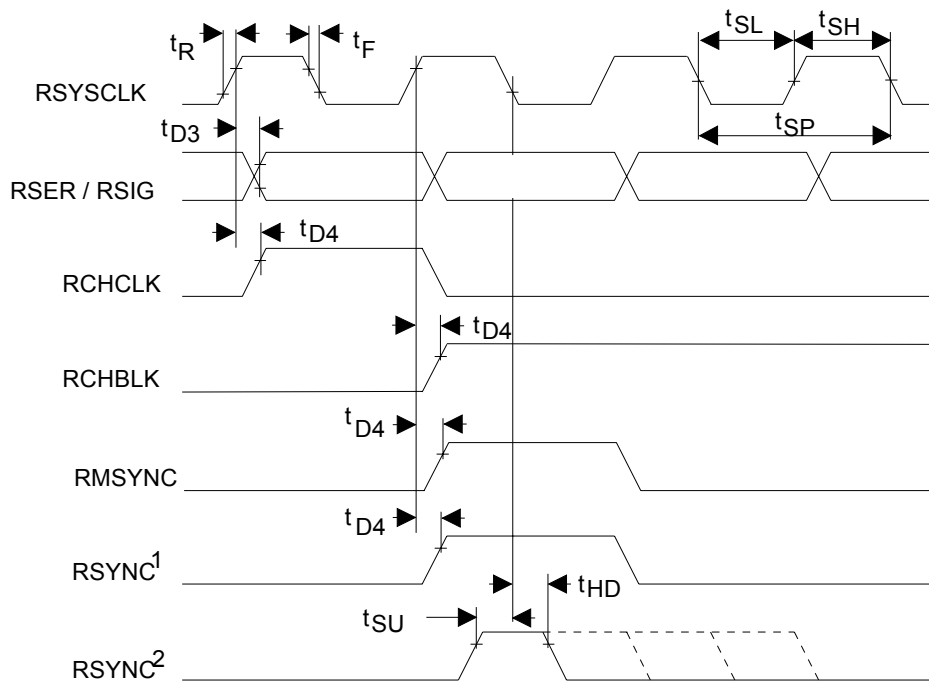 tR
tF
tSL
tSH
RSYSCLK
tD3
tSP
RSER / RSIG
tD4
RCHCLK
tD4
RCHBLK
tD4
RMSYNC
tD4
RSYNC1
tHD
tSU
RSYNC2